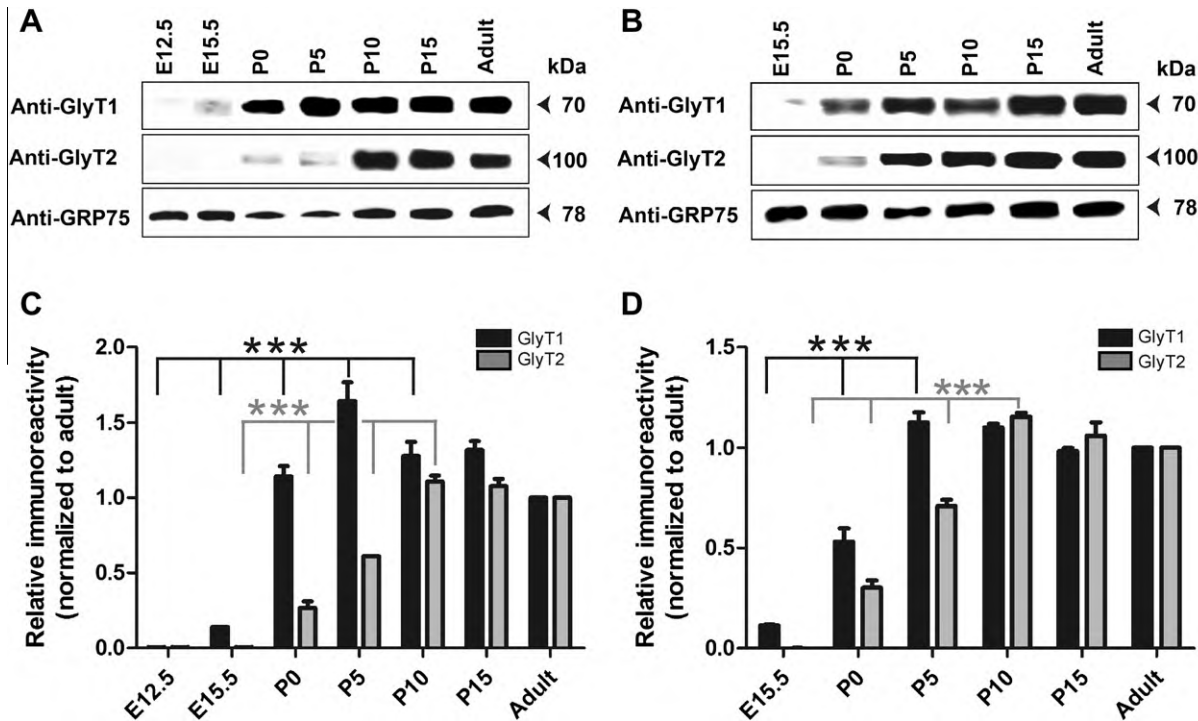 A
E12.5 E15.5 P0 P5 P10 P15 Adult
kDa
Anti-GlyT1 70
Anti-GlyT2 100
Anti-GRP75 78
B
E15.5 P0 P5 P10 P15 Adult
kDa
Anti-GlyT1 70
Anti-GlyT2 100
Anti-GRP75 78
C
Relative immunoreactivity
(normalized to adult)
2.0
1.5
1.0
0.5
0.0
***
***
GlyT1
GlyT2
E12.5 E15.5 P0 P5 P10 P15 Adult
D
Relative immunoreactivity
(normalized to adult)
1.5
1.0
0.5
0.0
***
***
GlyT1
GlyT2
E15.5 P0 P5 P10 P15 Adult